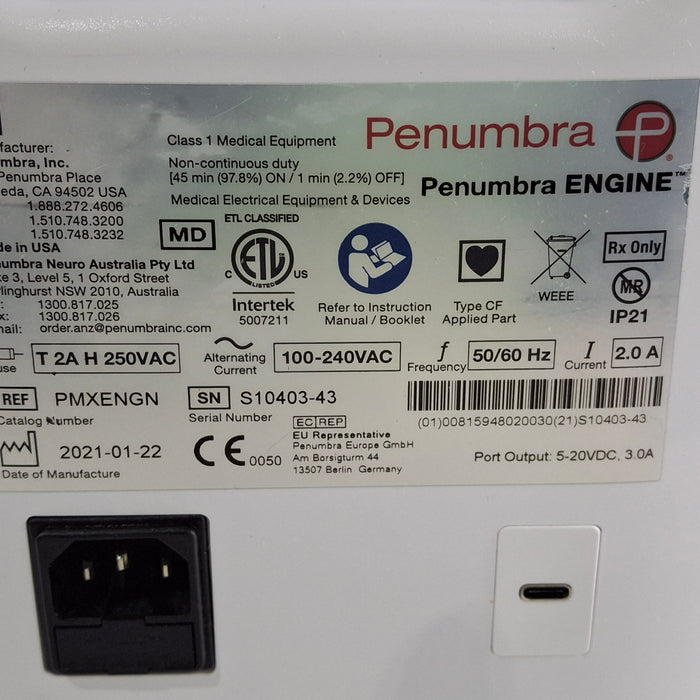 facturer:
mbra, Inc.
Penumbra Place
eda, CA 94502 USA
1.888.272.4606
1.510.748.3200
1.510.748.3232
de in USA
umbra Neuro Australia Pty Ltd
e 3, Level 5, 1 Oxford Street
rlinghurst NSW 2010, Australia
: 1300.817.025
x: 1300.817.026
mail: order.anz@penumbrainc.com
Class 1 Medical Equipment
Non-continuous duty
[45 min (97.8%) ON / 1 min (2.2%) OFF]
Medical Electrical Equipment & Devices
Penumbra P ®
Penumbra ENGINE™
MD
ETL CLASSIFIED
C ETL US
LISTED
Intertek
5007211
Refer to Instruction
Manual / Booklet
Type CF
Applied Part
WEEE
Rx Only
MR
IP21
use
T 2A H 250VAC
Alternating
Current
100-240VAC
f
Frequency
50/60 Hz
I
Current
2.0 A
REF PMXENGN
Catalog Number
SN S10403-43
Serial Number
(01)00815948020030(21)S10403-43
2021-01-22
Date of Manufacture
CE 0050
EC REP
EU Representative
Penumbra Europe GmbH
Am Borsigturm 44
13507 Berlin Germany
Port Output: 5-20VDC, 3.0A